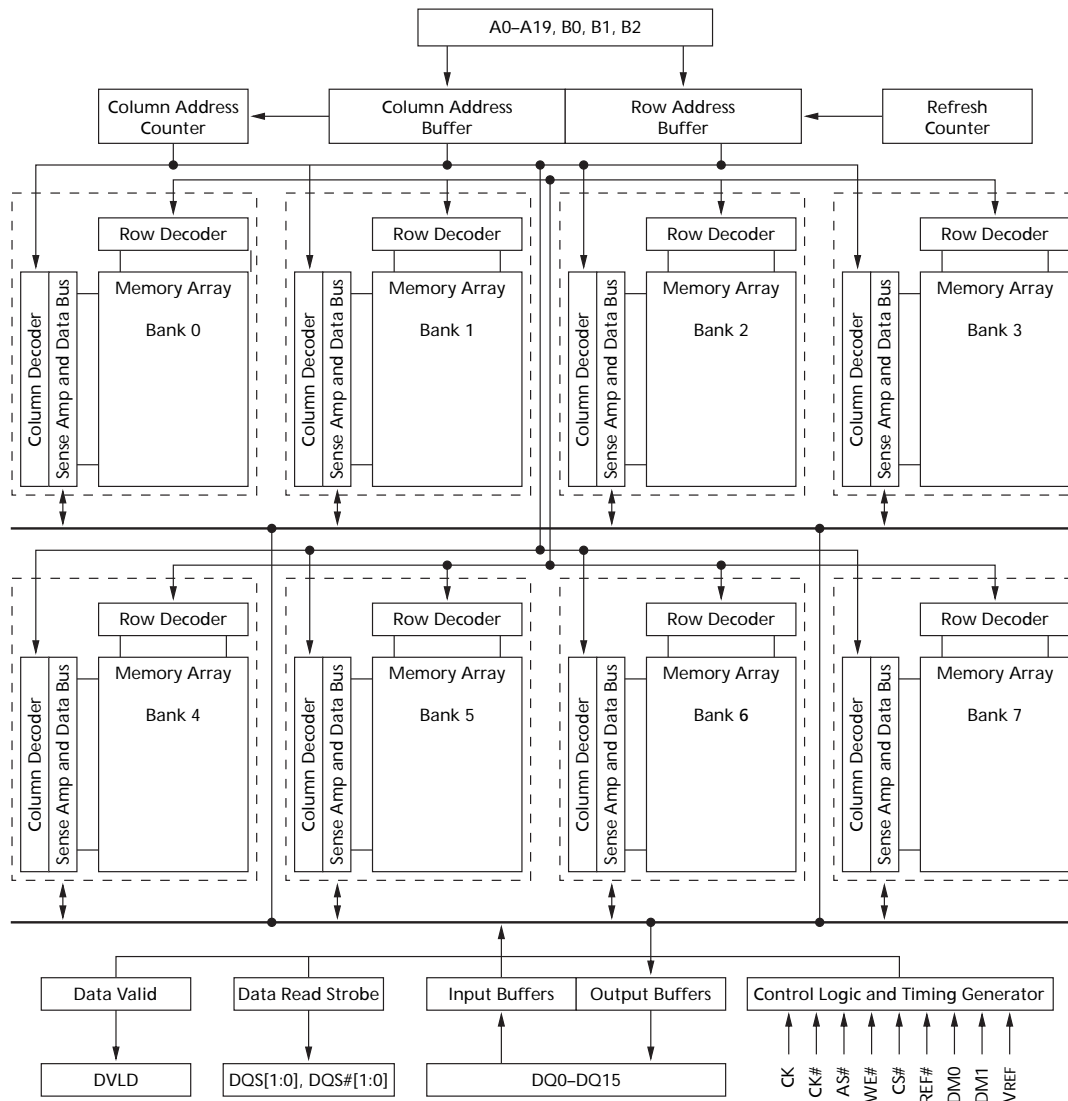 A0–A19, B0, B1, B2
Column Address
Counter
Column Address
Buffer
Row Address
Buffer
Refresh
Counter
Row Decoder
Row Decoder
Row Decoder
Row Decoder
Column Decoder
Sense Amp and Data Bus
Memory Array
Bank 0
Column Decoder
Sense Amp and Data Bus
Memory Array
Bank 1
Column Decoder
Sense Amp and Data Bus
Memory Array
Bank 2
Column Decoder
Sense Amp and Data Bus
Memory Array
Bank 3
Row Decoder
Row Decoder
Row Decoder
Row Decoder
Column Decoder
Sense Amp and Data Bus
Memory Array
Bank 4
Column Decoder
Sense Amp and Data Bus
Memory Array
Bank 5
Column Decoder
Sense Amp and Data Bus
Memory Array
Bank 6
Column Decoder
Sense Amp and Data Bus
Memory Array
Bank 7
Data Valid
Data Read Strobe
Input Buffers
Output Buffers
Control Logic and Timing Generator
DVLD
DQS[1:0], DQS#[1:0]
DQ0–DQ15
CK
CK#
AS#
WE#
CS#
REF#
DM0
DM1
VREF